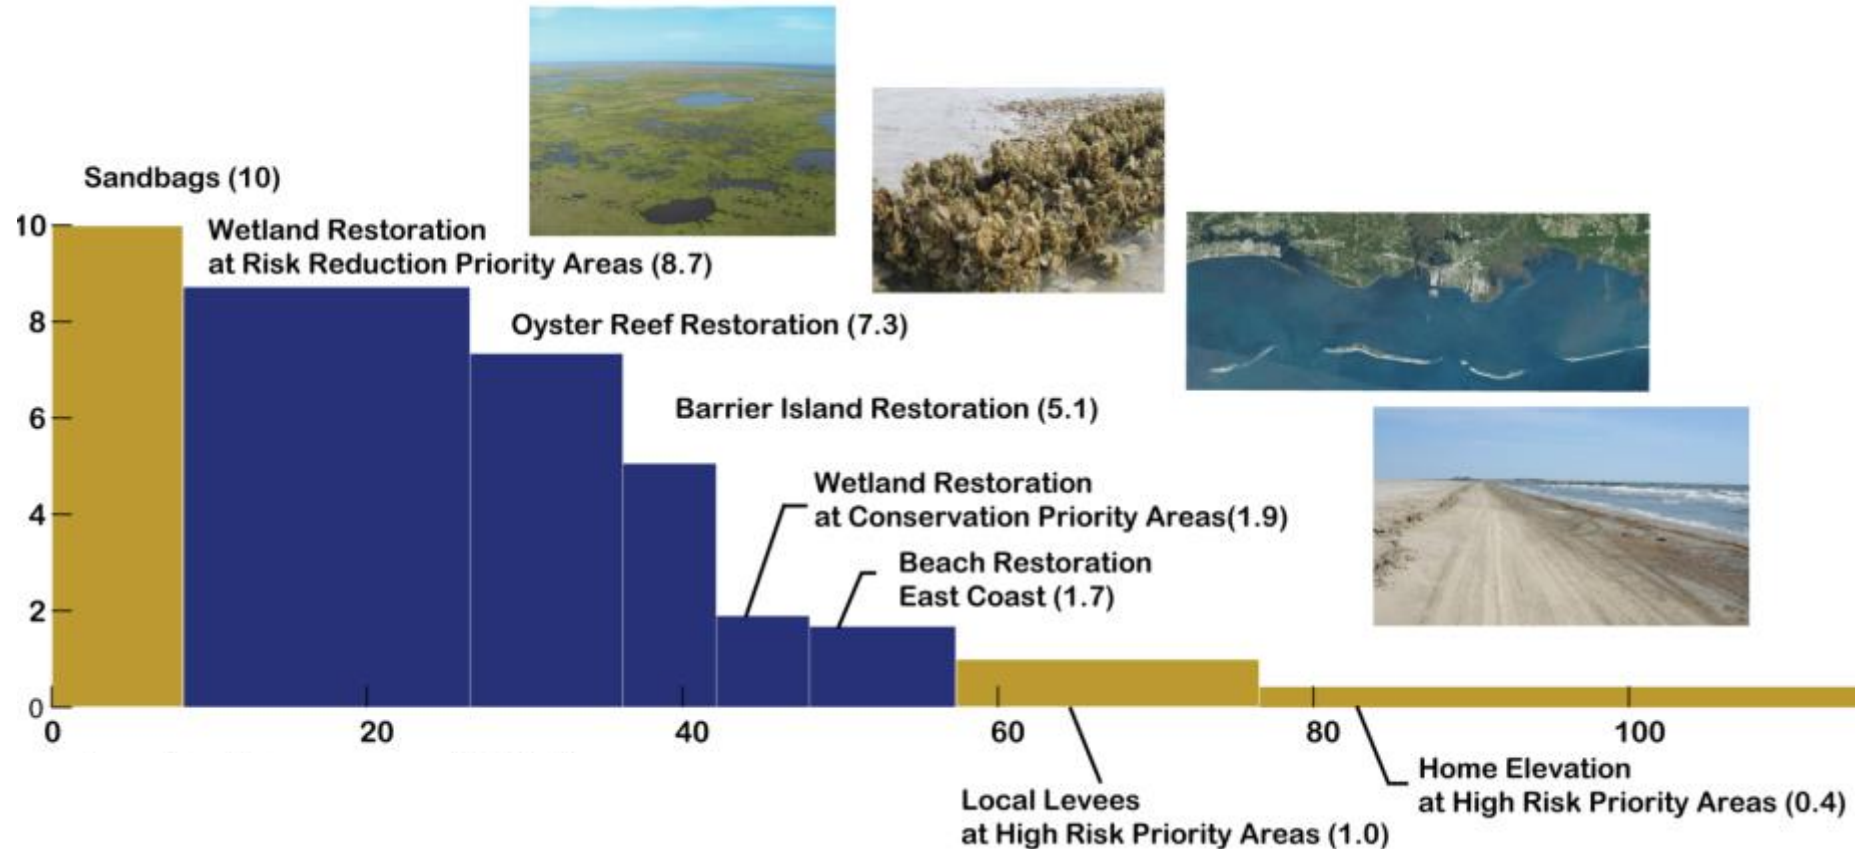 Sandbags (10)
Wetland Restoration
at Risk Reduction Priority Areas (8.7)
Oyster Reef Restoration (7.3)
Barrier Island Restoration (5.1)
Wetland Restoration
at Conservation Priority Areas(1.9)
Beach Restoration
East Coast (1.7)
10
8
6
4
2
0
0 20 40 60 80 100
Local Levees
at High Risk Priority Areas (1.0)
Home Elevation
at High Risk Priority Areas (0.4)